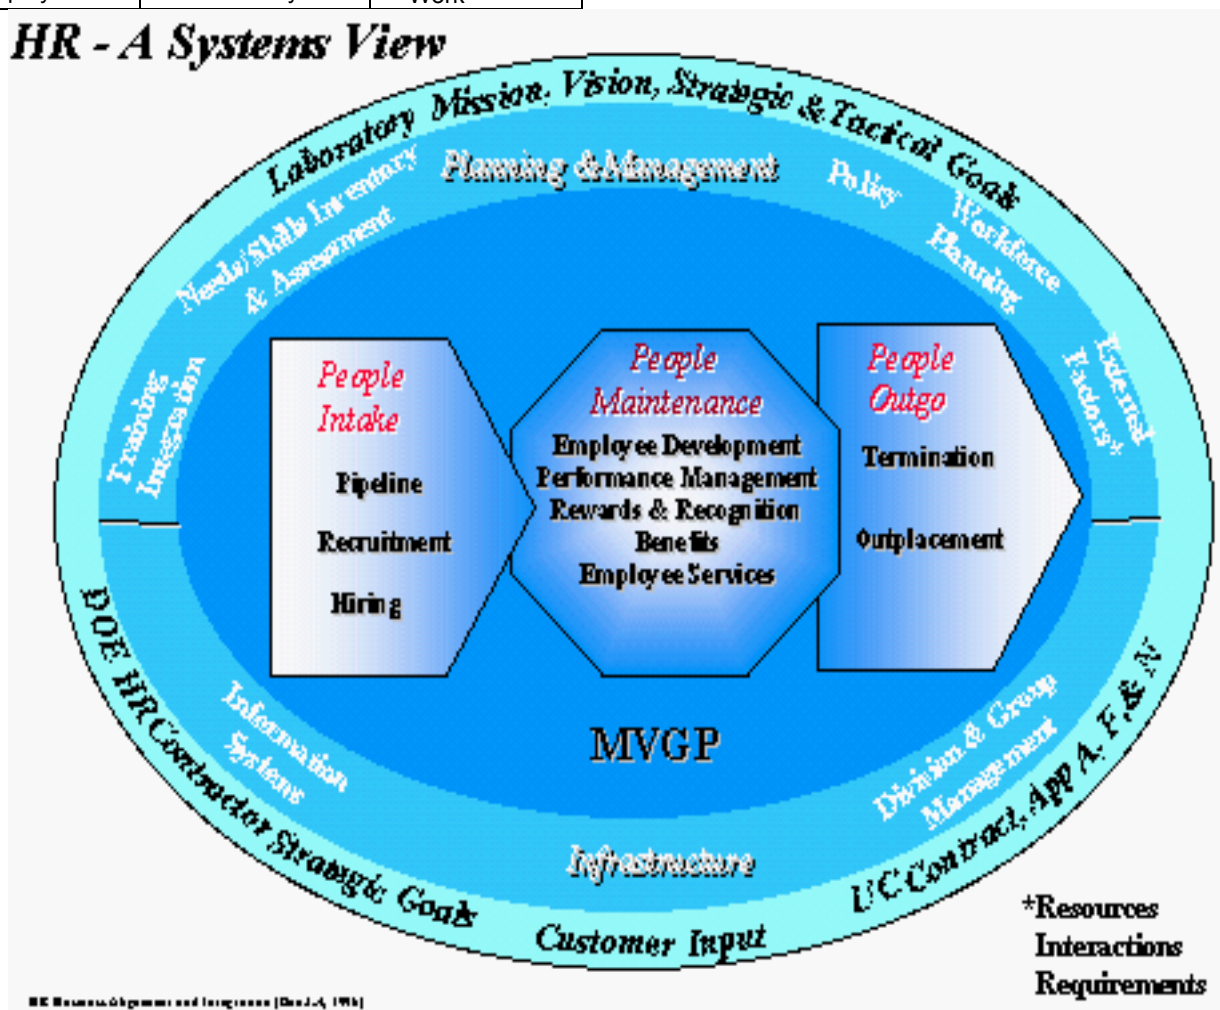 Work
HR - A Systems View
Laboratory Mission, Vision, Strategic & Tactical Goals
Planning & Management
Needs/Skills Inventory
& Assessment
Policy
Workforce
Planning
Training
Integration
External
Factors*
People
Intake
Pipeline
Recruitment
Hiring
People
Maintenance
Employee Development
Performance Management
Rewards & Recognition
Benefits
Employee Services
People
Outgo
Termination
Outplacement
MVGP
Information
Systems
Division & Group
Management
Infrastructure
DOE HR Contractor Strategic Goals
Customer Input
UC Contract, App A, F, & N
*Resources
Interactions
Requirements